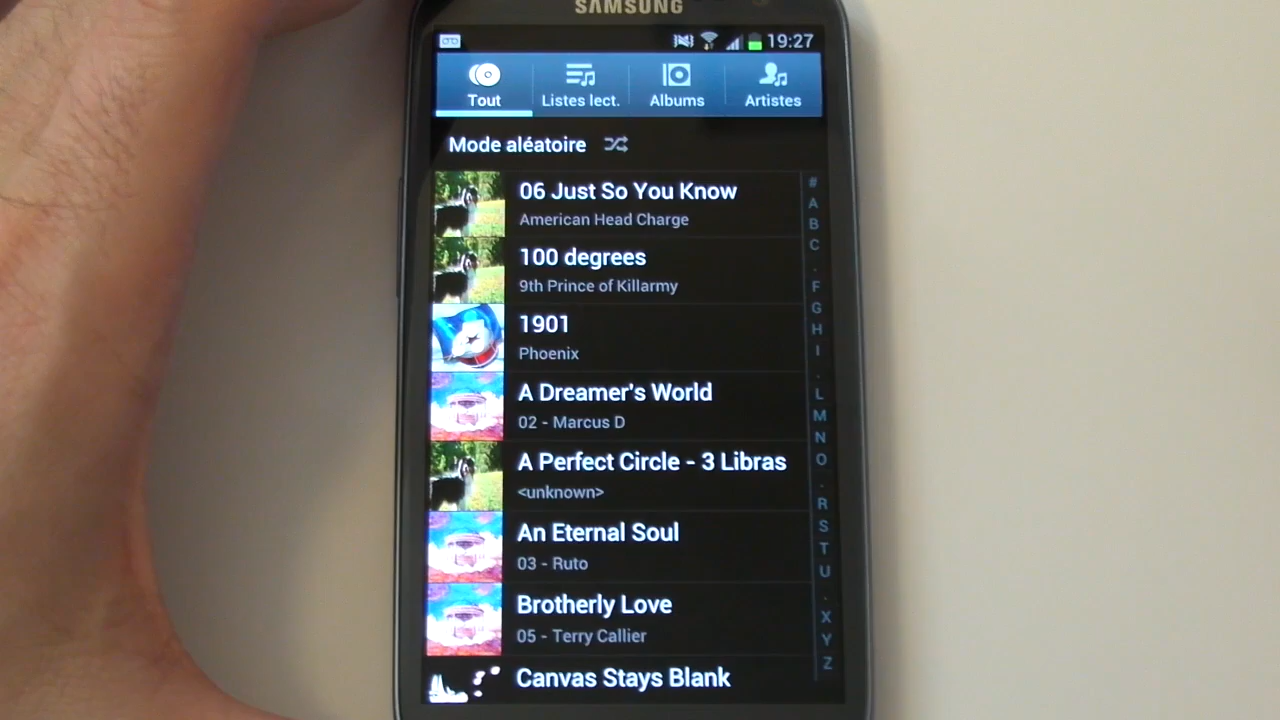 SAMSUNG
19:27
Tout
Listes lect.
Albums
Artistes
Mode aléatoire
06 Just So You Know
American Head Charge
100 degrees
9th Prince of Killarmy
1901
Phoenix
A Dreamer's World
02 - Marcus D
A Perfect Circle - 3 Libras
<unknown>
An Eternal Soul
03 - Ruto
Brotherly Love
05 - Terry Callier
Canvas Stays Blank
#
A
B
C
.
F
G
H
I
.
L
M
N
O
.
R
S
T
U
.
X
Y
Z